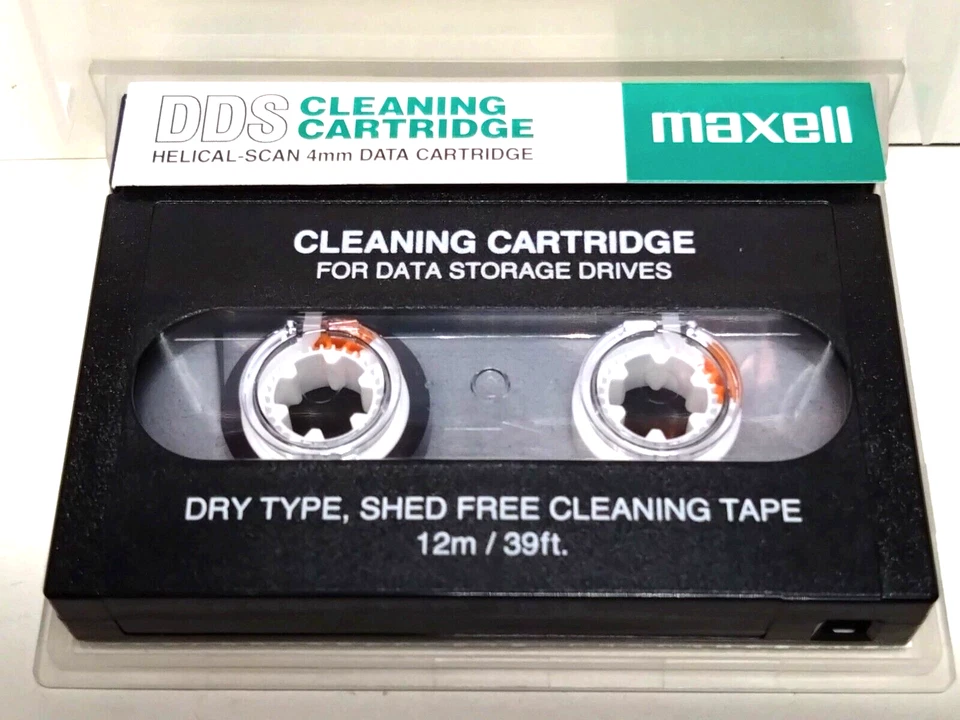 DDS CLEANING CARTRIDGE
HELICAL-SCAN 4mm DATA CARTRIDGE
maxell
CLEANING CARTRIDGE
FOR DATA STORAGE DRIVES
DRY TYPE, SHED FREE CLEANING TAPE
12m / 39ft.